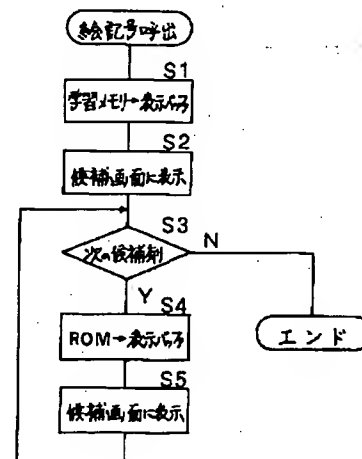 絵記号呼出
S1
学習メモリ→表示バッファ
S2
候補画面に表示
S3
次の候補群
N
Y
S4
ROM→表示バッファ
エンド
S5
候補画面に表示